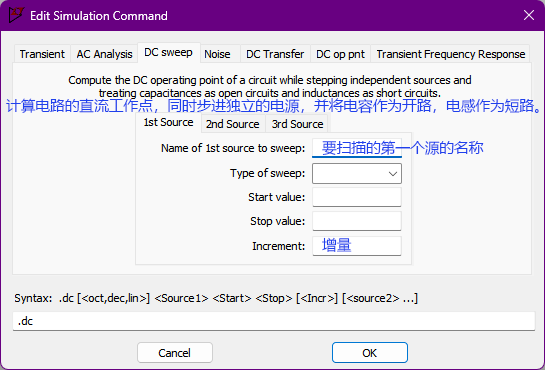 Edit Simulation Command
Transient AC Analysis DC sweep Noise DC Transfer DC op pnt Transient Frequency Response
Compute the DC operating point of a circuit while stepping independent sources and
treating capacitances as open circuits and inductances as short circuits.
计算电路的直流工作点，同时步进独立的电源，并将电容作为开路，电感作为短路。
1st Source 2nd Source 3rd Source
Name of 1st source to sweep: 要扫描的第一个源的名称
Type of sweep:
Start value:
Stop value:
Increment: 增量
Syntax: .dc [<oct,dec,lin>] <Source1> <Start> <Stop> [<Incr>] [<source2> ...]
.dc
Cancel OK